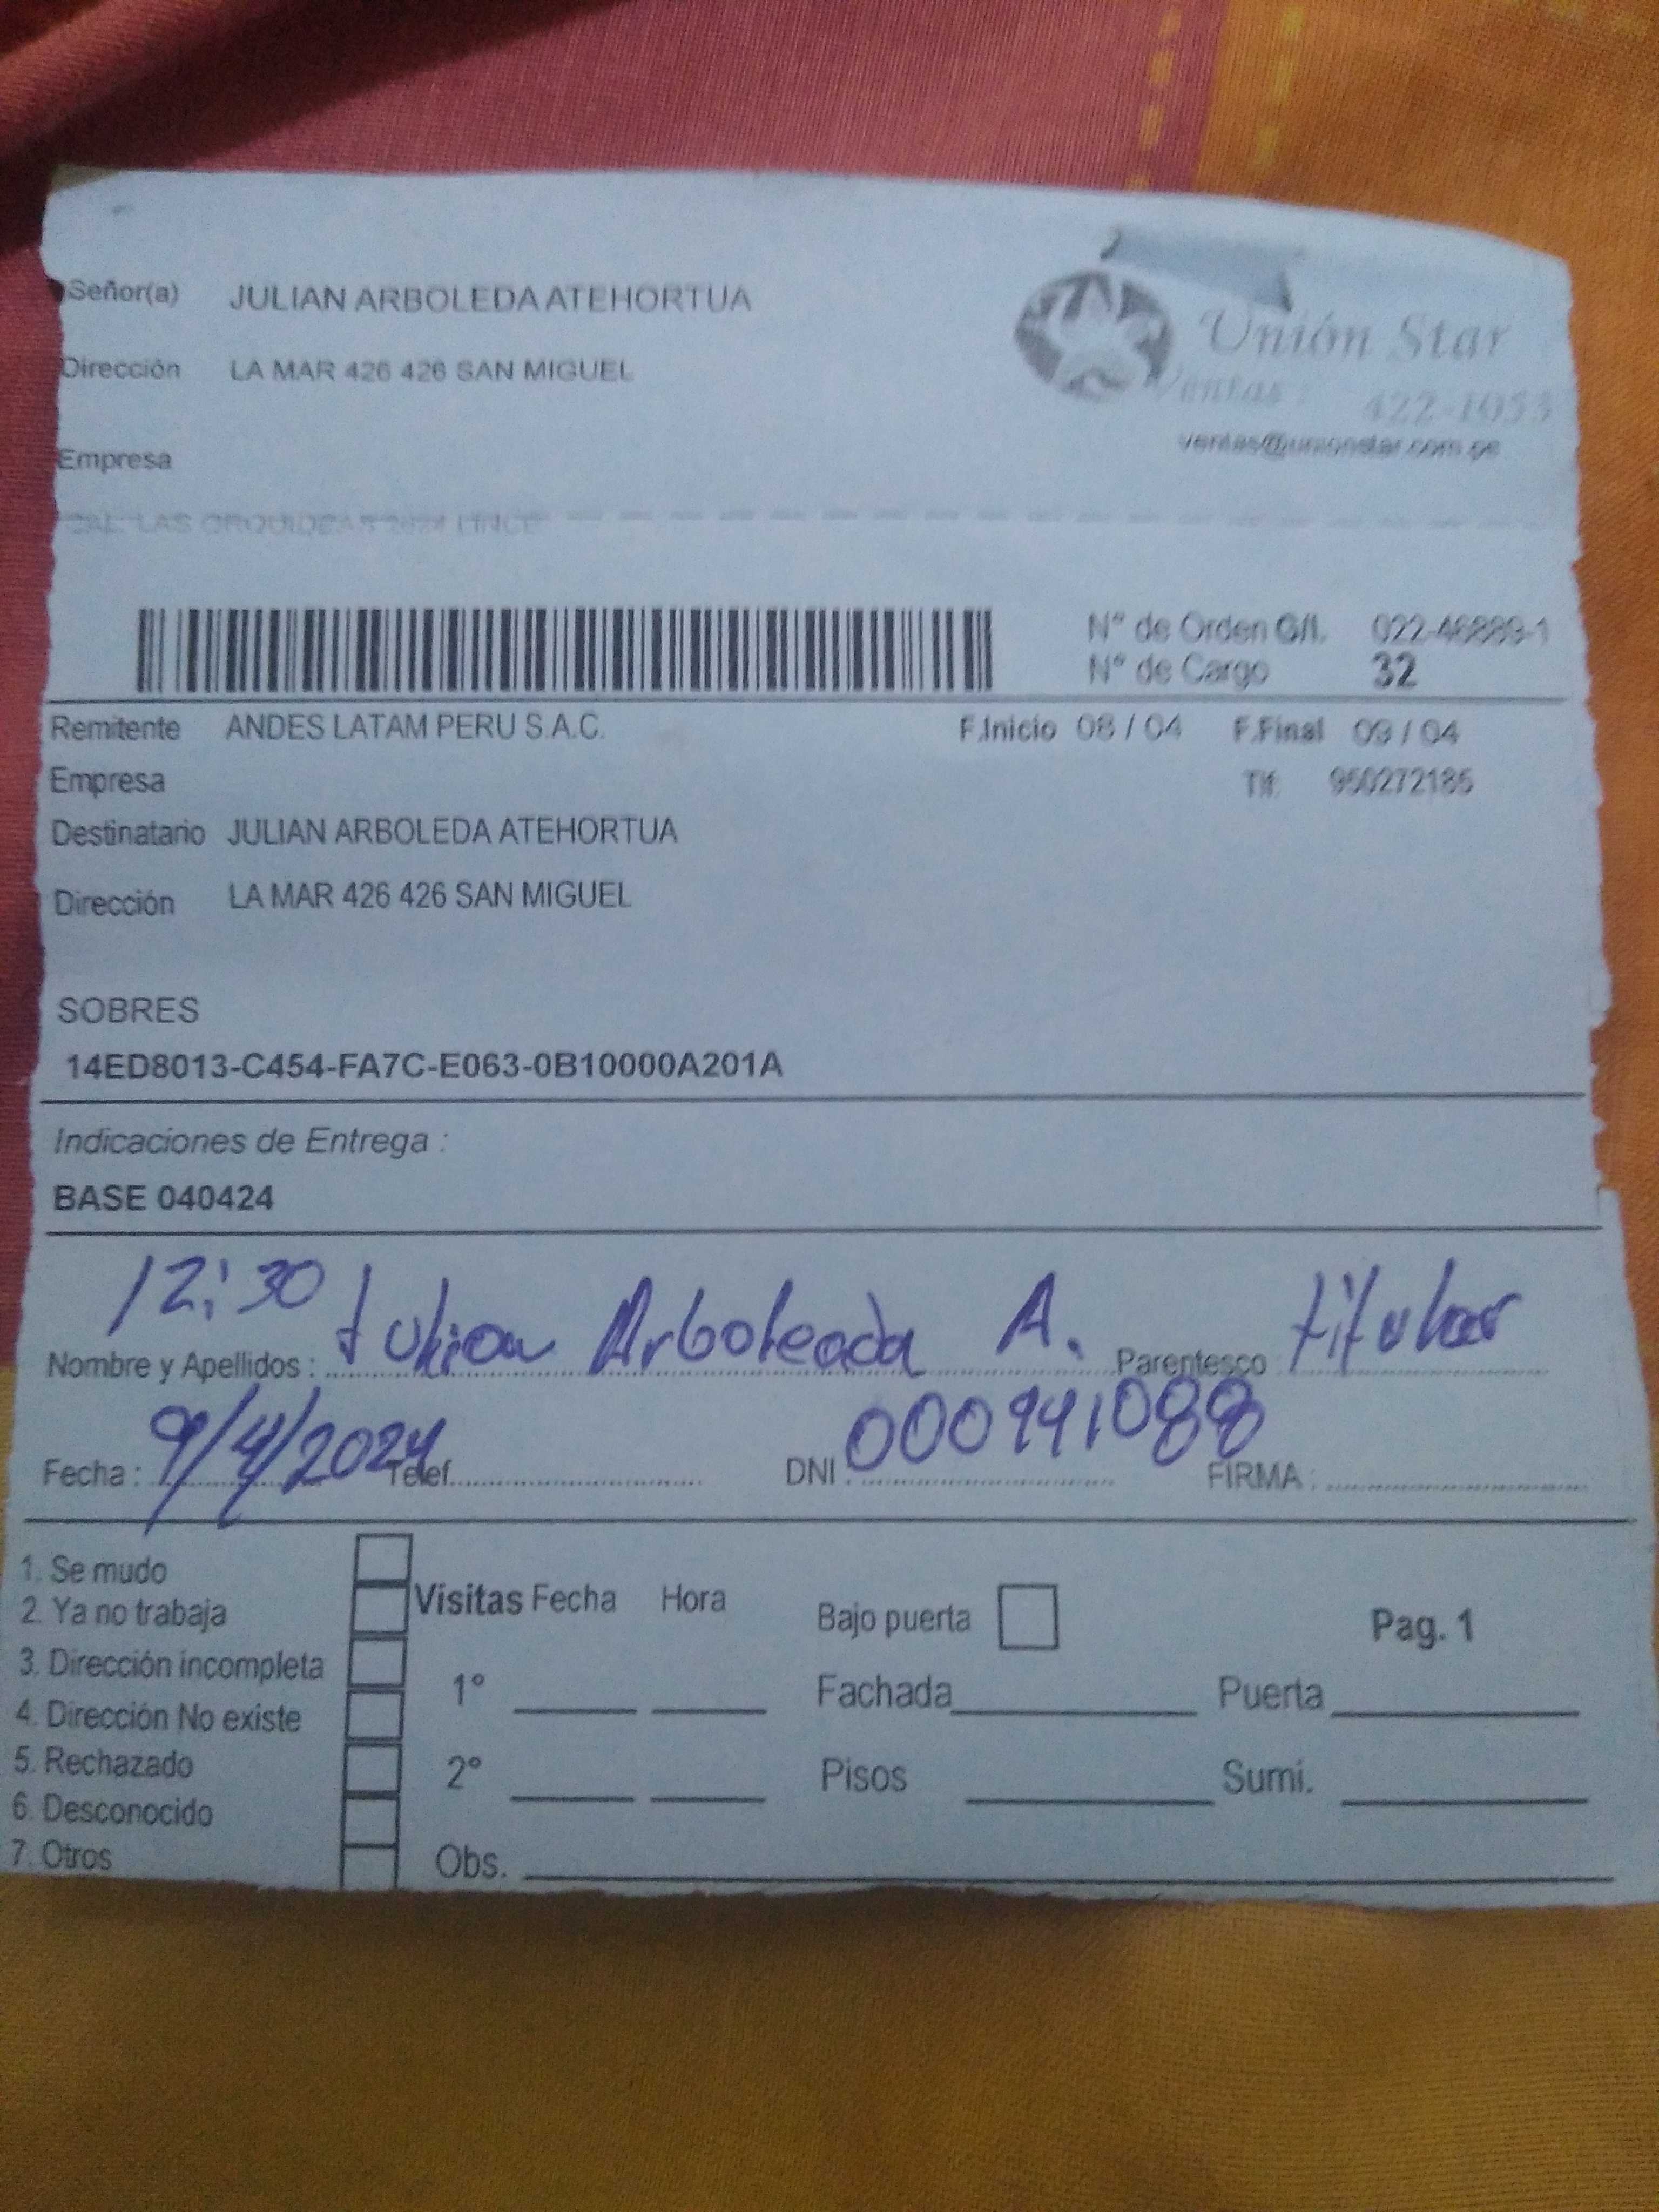 Señor(a) JULIAN ARBOLEDA ATEHORTUA
Unión Star
Dirección LA MAR 426 426 SAN MIGUEL
Ventas : 422-1053
ventas@unionstar.com.pe
Empresa
CAL. LAS ORQUIDEAS 2624 LINCE
N° de Orden G/I. 022-46889-1
N° de Cargo 32
Remitente ANDES LATAM PERU S.A.C. F.Inicio 08 / 04 F.Final 09 / 04
Empresa Tlf: 950272185
Destinatario JULIAN ARBOLEDA ATEHORTUA
Dirección LA MAR 426 426 SAN MIGUEL
SOBRES
14ED8013-C454-FA7C-E063-0B10000A201A
Indicaciones de Entrega :
BASE 040424
12:30
Nombre y Apellidos : Julian Arboleada A. Parentesco titular
Fecha : 9/4/2024 Telef. DNI : 000941088 FIRMA :
1. Se mudo
2. Ya no trabaja
3. Dirección incompleta
4. Dirección No existe
5. Rechazado
6. Desconocido
7. Otros
Visitas Fecha Hora
1°
2°
Obs.
Bajo puerta Pag. 1
Fachada Puerta
Pisos Sumi.